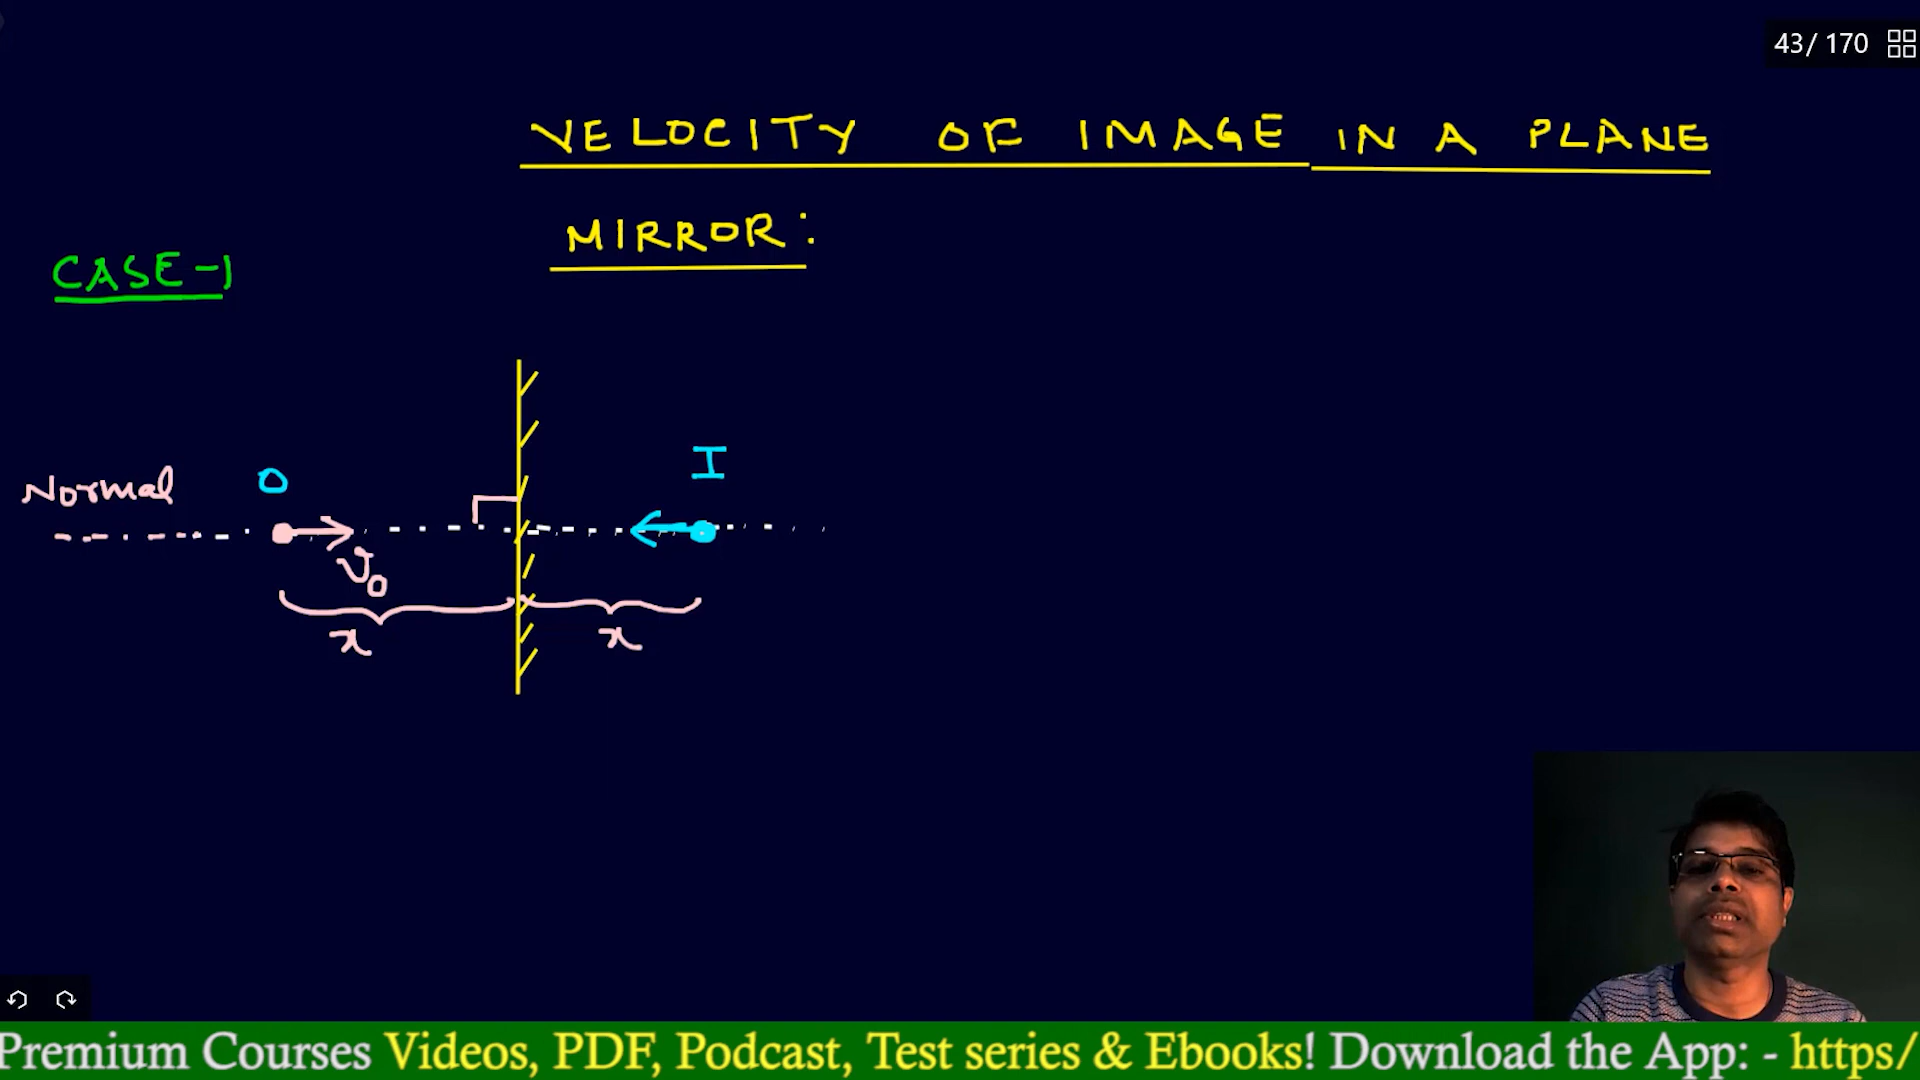 43/ 170
VELOCITY OF IMAGE IN A PLANE
MIRROR:
CASE-1
I
Normal O
v₀
x x
Premium Courses Videos, PDF, Podcast, Test series & Ebooks! Download the App: - https/